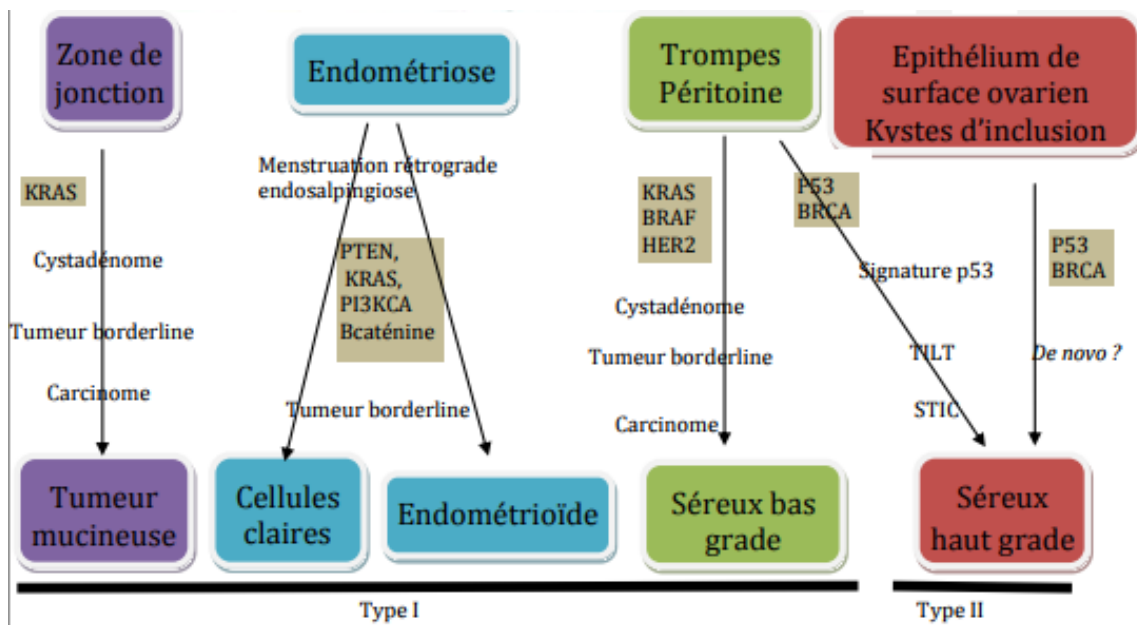 Zone de
jonction
Endométriose
Trompes
Péritoine
Epithélium de
surface ovarien
Kystes d'inclusion
Menstruation rétrograde
endosalpingiose
KRAS
KRAS
BRAF
HER2
P53
BRCA
P53
BRCA
PTEN,
KRAS,
PI3KCA
Bcaténine
Cystadénome
Signature p53
Cystadénome
Tumeur borderline
Tumeur borderline
TILT
De novo ?
Carcinome
Tumeur borderline
Carcinome
STIC
Tumeur
mucineuse
Cellules
claires
Endométrioïde
Séreux bas
grade
Séreux
haut grade
Type I
Type II